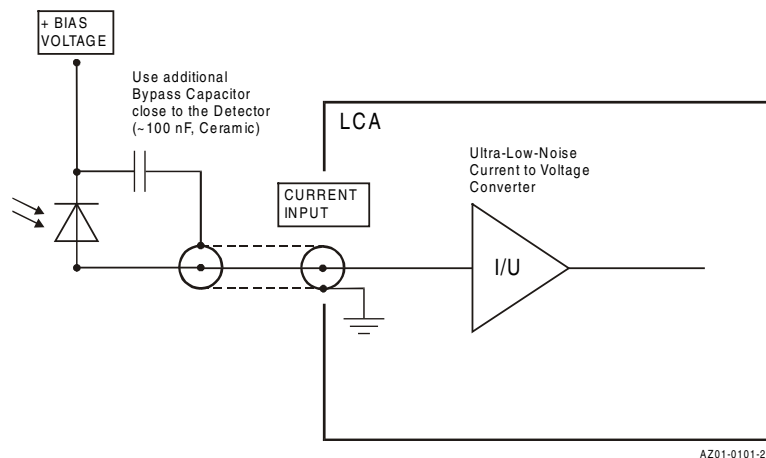 + BIAS
VOLTAGE
Use additional
Bypass Capacitor
close to the Detector
(~100 nF, Ceramic)
LCA
CURRENT
INPUT
Ultra-Low-Noise
Current to Voltage
Converter
I/U
AZ01-0101-2